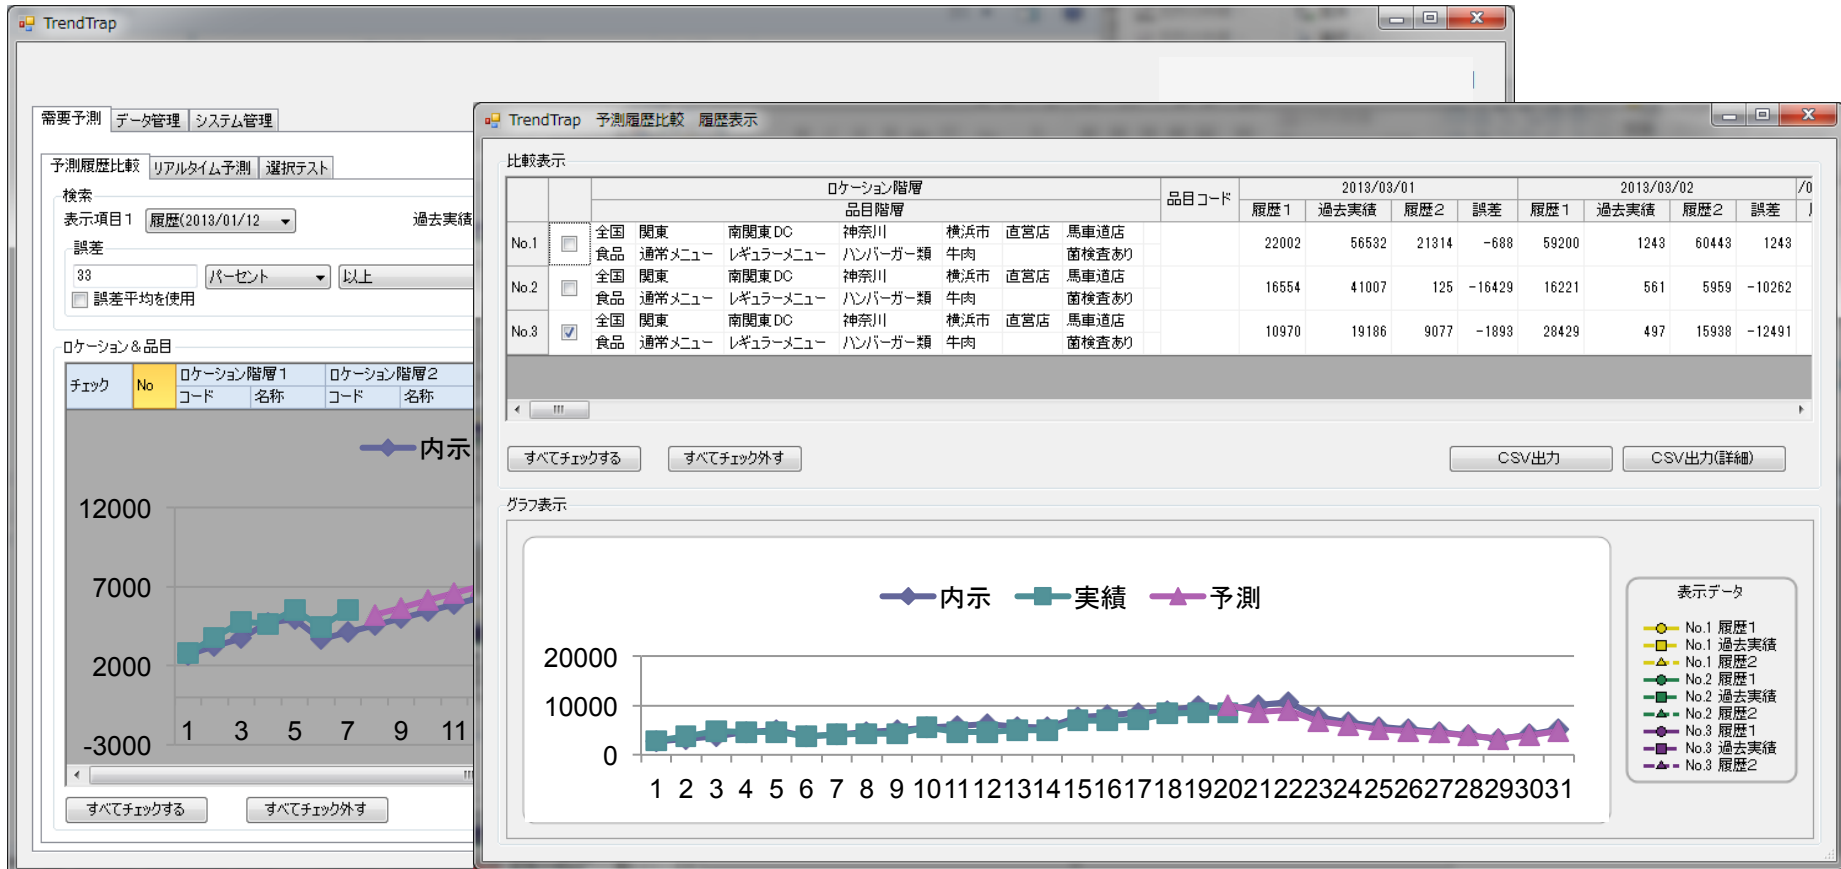 TrendTrap
需要予測 データ管理 システム管理
予測履歴比較 リアルタイム予測 選択テスト
検索
表示項目1 履歴(2013/01/12 過去実績
誤差
33 パーセント 以上
誤差平均を使用
ロケーション&品目
チェック No ロケーション階層1 ロケーション階層2
コード 名称 コード 名称
内示
12000
7000
2000
-3000
1 3 5 7 9 11
すべてチェックする すべてチェック外す
TrendTrap 予測履歴比較 履歴表示
比較表示
ロケーション階層 品目コード 2013/03/01 2013/03/02 /0
品目階層 履歴1 過去実績 履歴2 誤差 履歴1 過去実績 履歴2 誤差
No.1 全国 関東 南関東DC 神奈川 横浜市 直営店 馬車道店 22002 56532 21314 -688 59200 1243 60443 1243
食品 通常メニュー レギュラーメニュー ハンバーガー類 牛肉 菌検査あり
No.2 全国 関東 南関東DC 神奈川 横浜市 直営店 馬車道店 16554 41007 125 -16429 16221 561 5959 -10262
食品 通常メニュー レギュラーメニュー ハンバーガー類 牛肉 菌検査あり
No.3 全国 関東 南関東DC 神奈川 横浜市 直営店 馬車道店 10970 19186 9077 -1893 28429 497 15938 -12491
食品 通常メニュー レギュラーメニュー ハンバーガー類 牛肉 菌検査あり
すべてチェックする すべてチェック外す CSV出力 CSV出力(詳細)
グラフ表示
内示 実績 予測
20000
10000
0
1 2 3 4 5 6 7 8 9 10 11 12 13 14 15 16 17 18 19 20 21 22 23 24 25 26 27 28 29 30 31
表示データ
No.1 履歴1
No.1 過去実績
No.1 履歴2
No.2 履歴1
No.2 過去実績
No.2 履歴2
No.3 履歴1
No.3 過去実績
No.3 履歴2